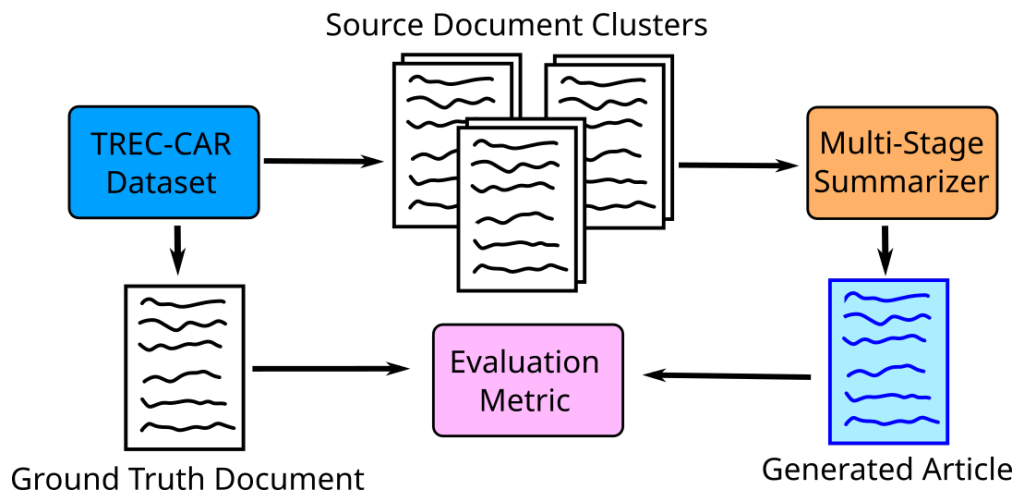 Source Document Clusters
TREC-CAR
Dataset
Multi-Stage
Summarizer
Evaluation
Metric
Ground Truth Document
Generated Article